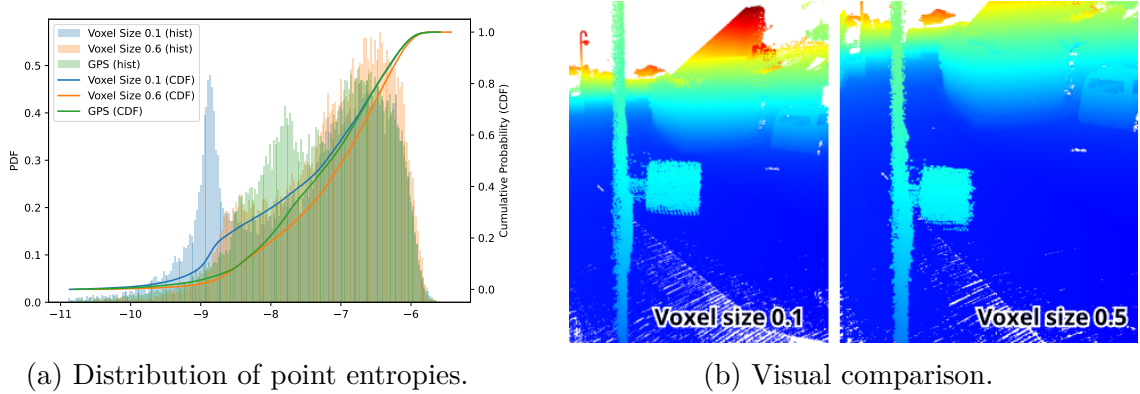 Voxel Size 0.1 (hist)
Voxel Size 0.6 (hist)
GPS (hist)
Voxel Size 0.1 (CDF)
Voxel Size 0.6 (CDF)
GPS (CDF)
PDF
0.5
0.4
0.3
0.2
0.1
0.0
−11
−10
−9
−8
−7
−6
1.0
0.8
0.6
0.4
0.2
0.0
Cumulative Probability (CDF)
(a) Distribution of point entropies.
Voxel size 0.1
Voxel size 0.5
(b) Visual comparison.